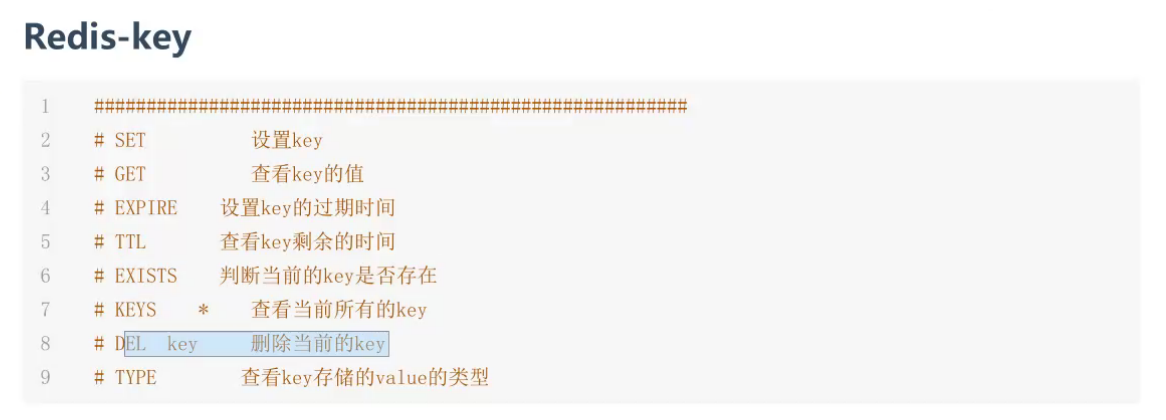 Redis-key
1 #########################################################
2 # SET 设置key
3 # GET 查看key的值
4 # EXPIRE 设置key的过期时间
5 # TTL 查看key剩余的时间
6 # EXISTS 判断当前的key是否存在
7 # KEYS * 查看当前所有的key
8 # DEL key 删除当前的key
9 # TYPE 查看key存储的value的类型